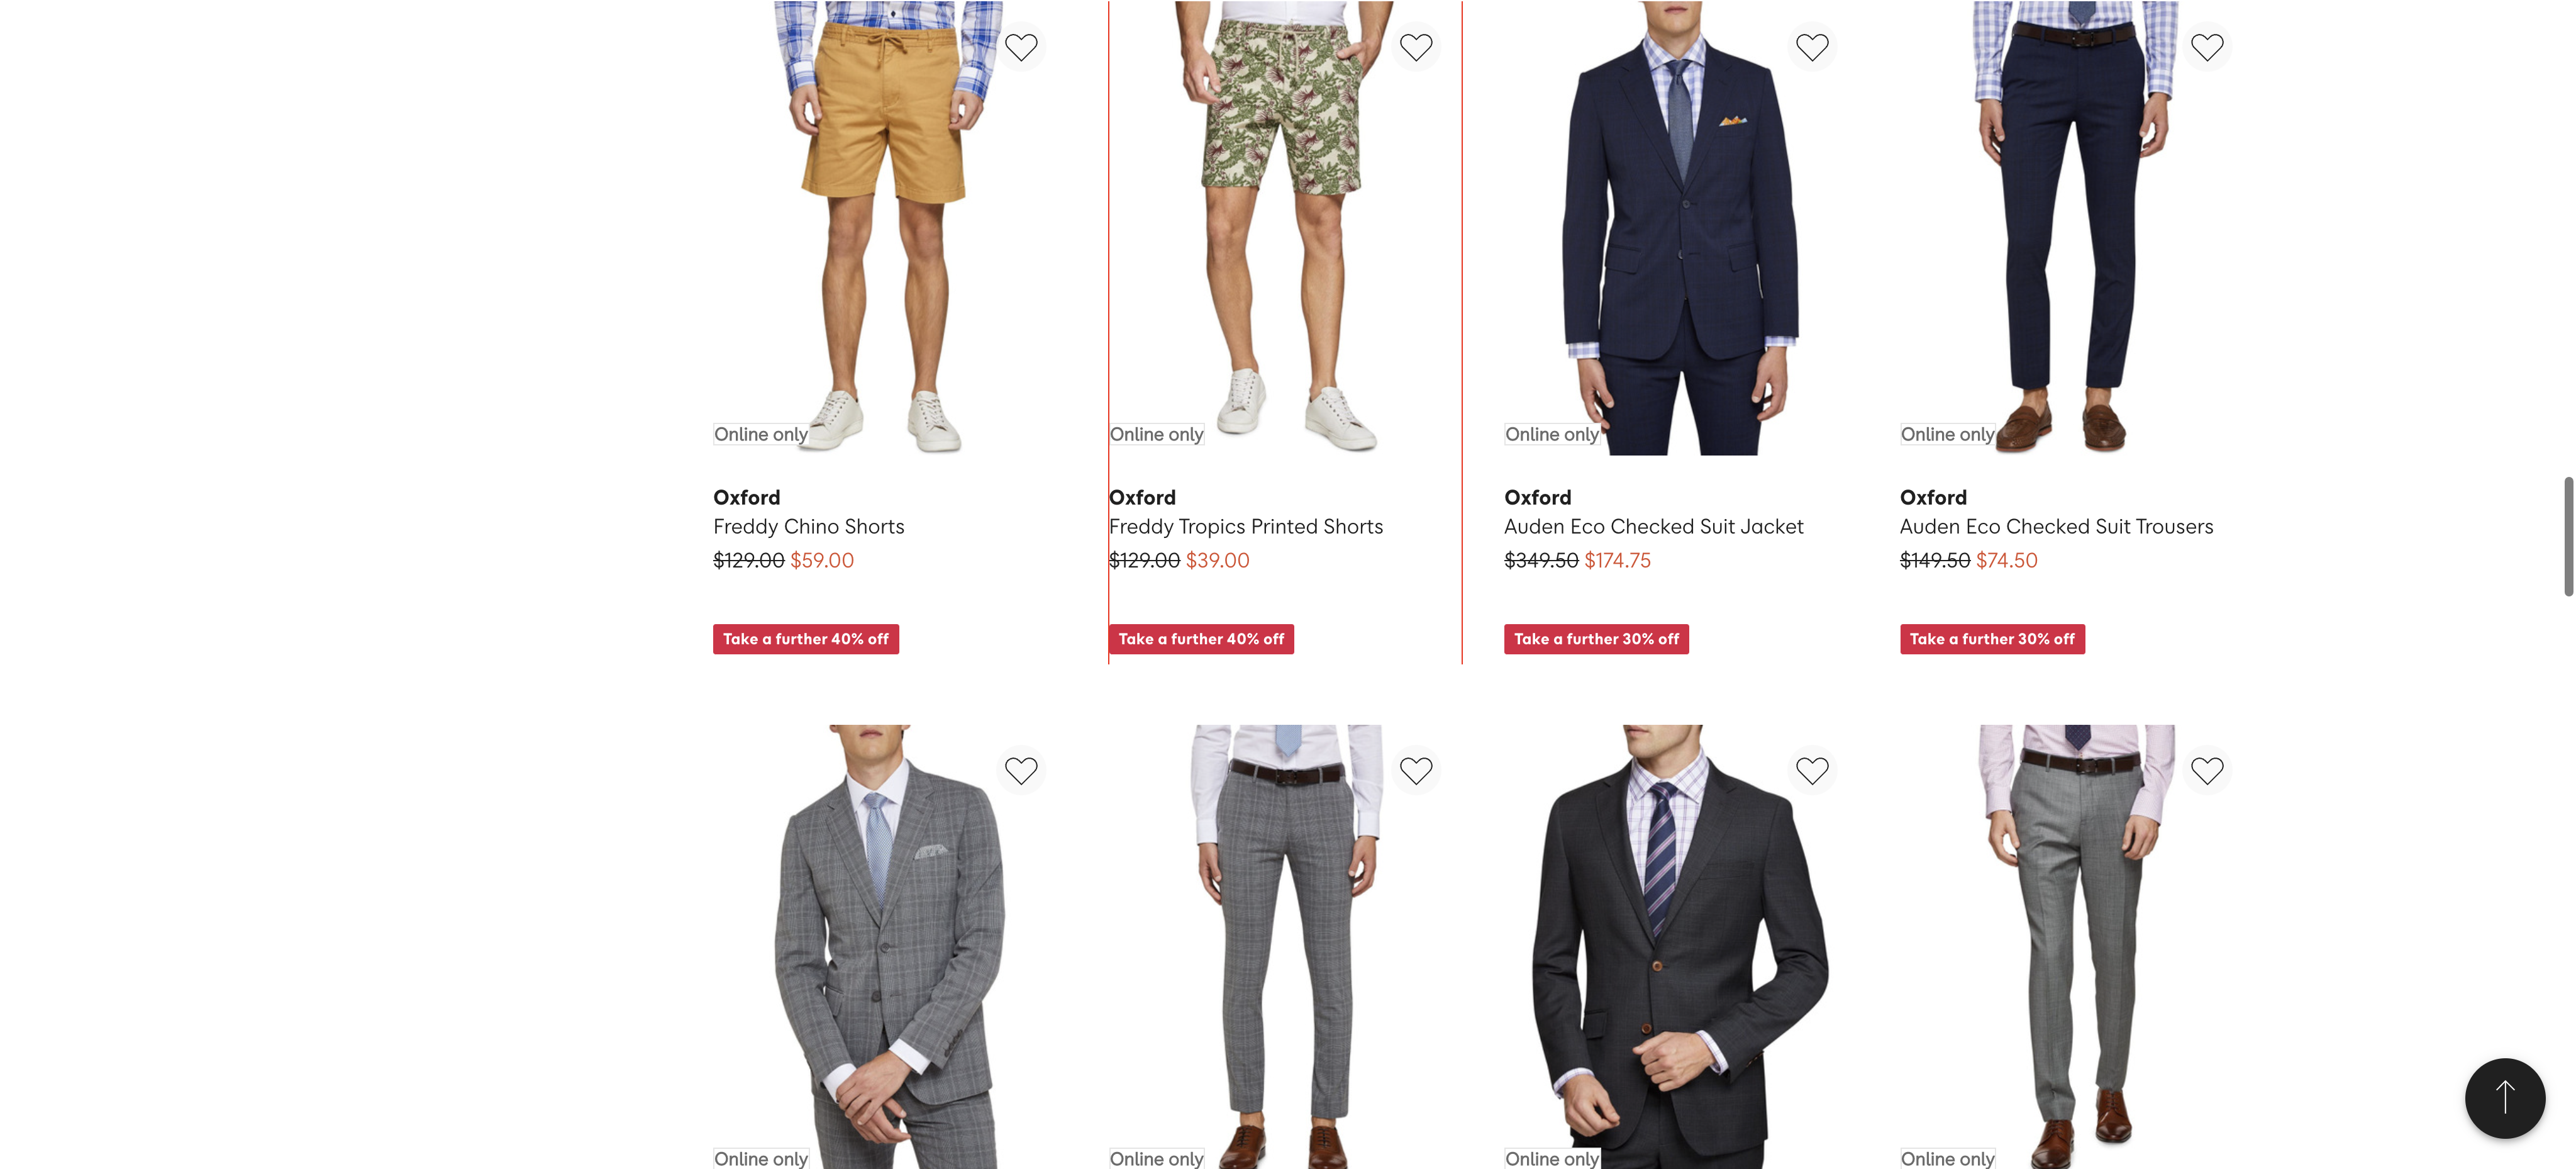 Online only
Oxford
Freddy Chino Shorts
$129.00 $59.00
Take a further 40% off
Online only
Oxford
Freddy Tropics Printed Shorts
$129.00 $39.00
Take a further 40% off
Online only
Oxford
Auden Eco Checked Suit Jacket
$349.50 $174.75
Take a further 30% off
Online only
Oxford
Auden Eco Checked Suit Trousers
$149.50 $74.50
Take a further 30% off
Online only
Online only
Online only
Online only